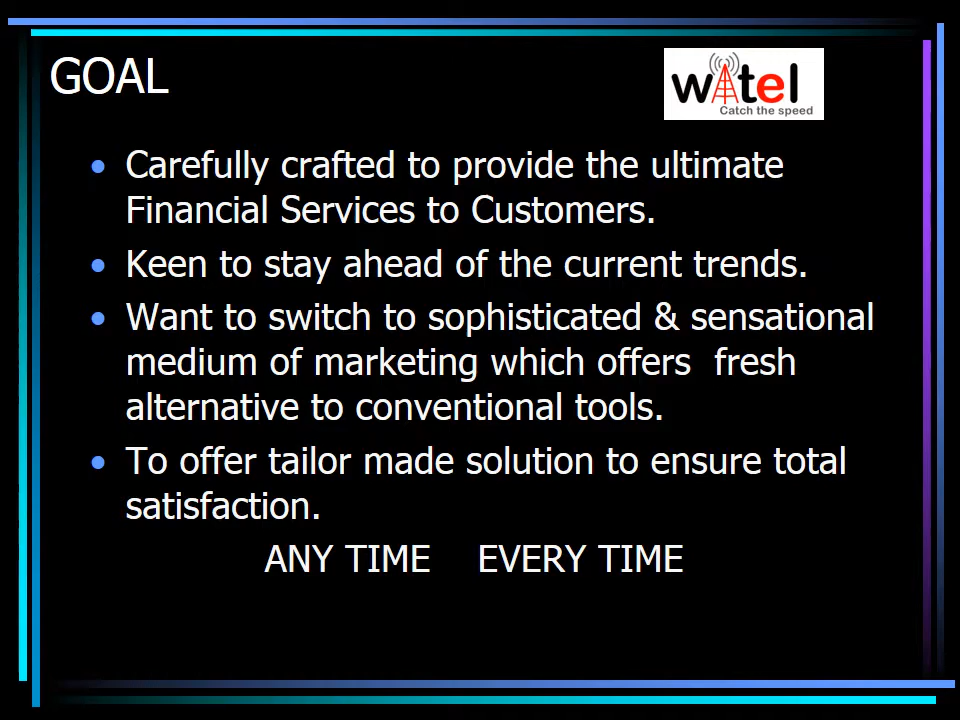 GOAL
watel
Catch the speed
• Carefully crafted to provide the ultimate
Financial Services to Customers.
• Keen to stay ahead of the current trends.
• Want to switch to sophisticated & sensational
medium of marketing which offers  fresh
alternative to conventional tools.
• To offer tailor made solution to ensure total
satisfaction.
ANY TIME    EVERY TIME